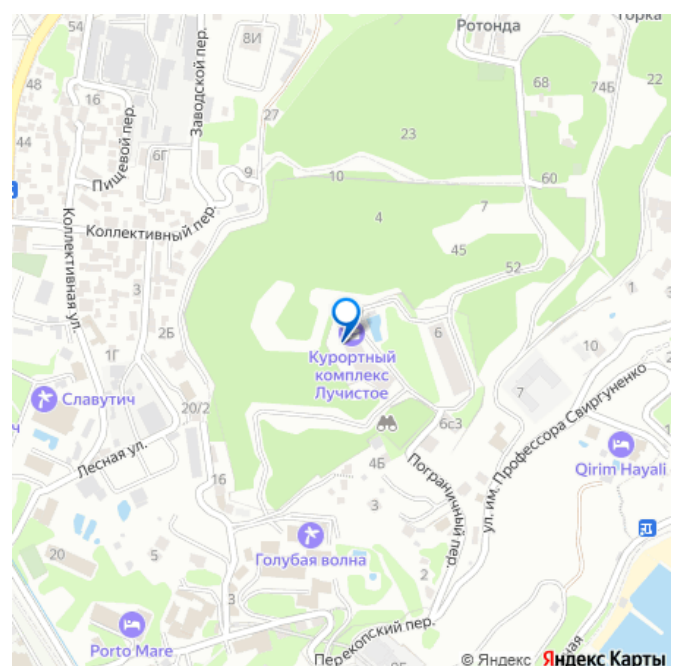 54
8И
Ротонда
Горка
48
16
Заводской пер.
27
68
74Б
22
44
Пищевой пер.
6Г
23
9
10
60
Коллективный пер.
4
7
Коллективная ул.
45
3
52
1
2Б
6
10
1Г
Курортный
комплекс
Лучистое
7
Славутич
20/2
6с3
ул. им. Профессора Свиргуненко
Лесная ул.
16
4Б
Пограничный пер.
Qirim Hayali
3
20
5
Голубая волна
2
3
Porto Mare
Перекопский пер.
© Яндекс Яндекс Карты